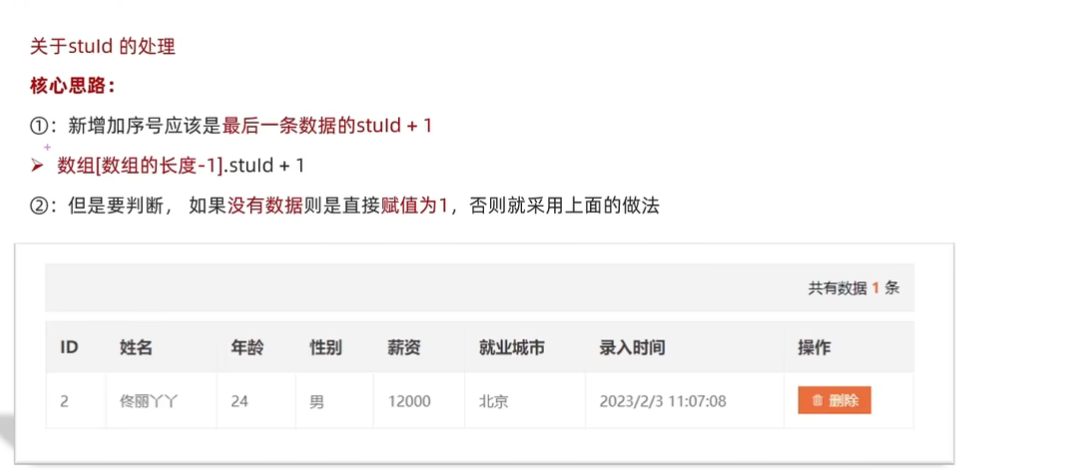 关于stuId 的处理
核心思路：
①：新增加序号应该是最后一条数据的stuId + 1
➢ 数组[数组的长度-1].stuId + 1
②：但是要判断， 如果没有数据则是直接赋值为1，否则就采用上面的做法
共有数据 1 条
ID 姓名 年龄 性别 薪资 就业城市 录入时间 操作
2 佟丽丫丫 24 男 12000 北京 2023/2/3 11:07:08 删除